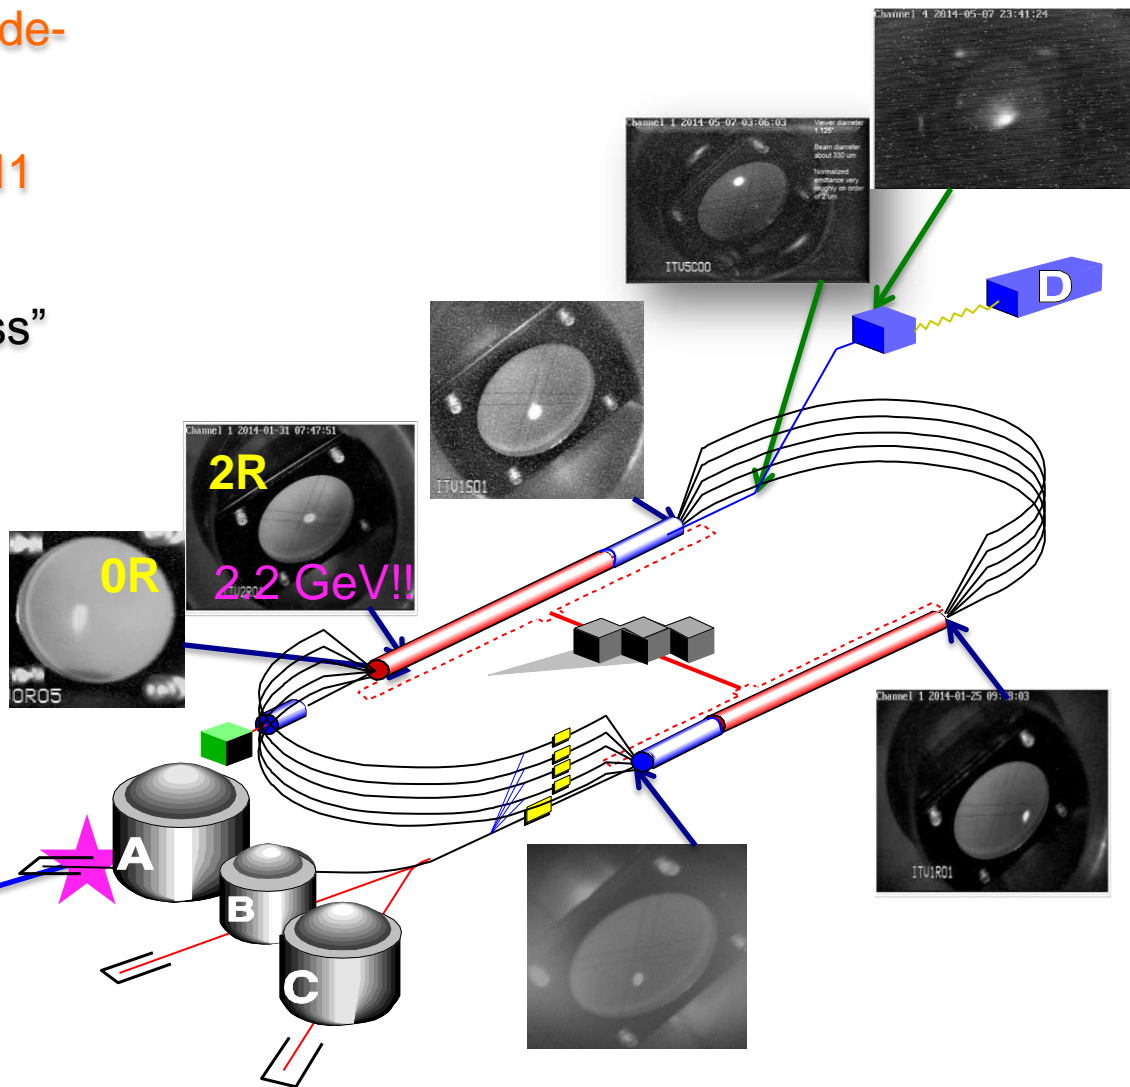 de-
11
ss”
Channel 4 2014-05-07 23:41:24
Channel 1 2014-05-07 03:06:03
Viewer diameter
1.125"
Beam diameter
about 330 um
Normalized
emittance very
roughly on order
of 2 um
ITV5C00
D
ITV1S01
Channel 1 2014-01-31 07:47:51
2R
ITV2R01
2.2 GeV!!
0R
0R05
Channel 1 2014-01-25
ITV1R01
A
B
C